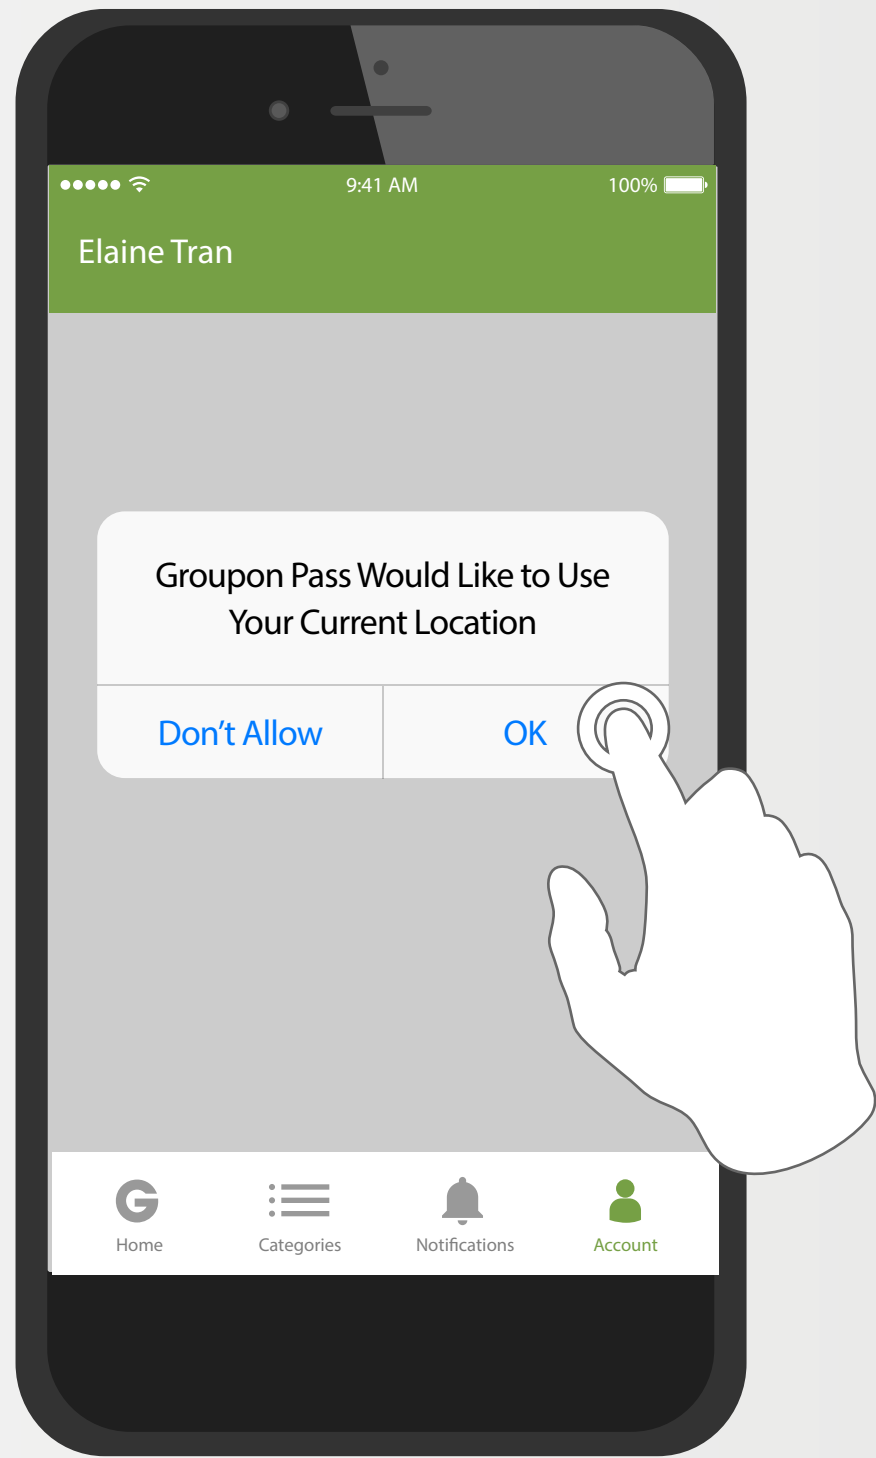 9:41 AM 100%
Elaine Tran
Groupon Pass Would Like to Use
Your Current Location
Don’t Allow OK
G
Home Categories Notifications Account